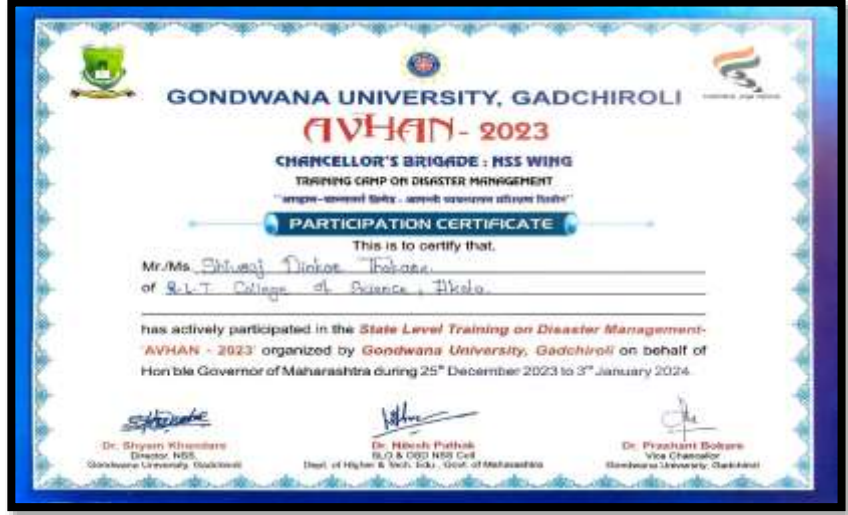 GONDWANA UNIVERSITY, GADCHIROLI
AVHAN - 2023
CHANCELLOR'S BRIGADE : NSS WING
TRAINING CAMP ON DISASTER MANAGEMENT
PARTICIPATION CERTIFICATE
This is to certify that,
Mr./Ms. Shivraj Dinkar Thakare
of R.L.T. College of Science, Akola.
has actively participated in the State Level Training on Disaster Management-
'AVHAN - 2023' organized by Gondwana University, Gadchiroli on behalf of
Hon'ble Governor of Maharashtra during 25th December 2023 to 3rd January 2024
Dr. Shyam Khandare
Director, NSS,
Gondwana University, Gadchiroli
Dr. Nilesh Pathak
SLO & OSD NSS Cell
Dept. of Higher & Tech. Edu., Govt. of Maharashtra
Dr. Prashant Bokare
Vice Chancellor
Gondwana University, Gadchiroli